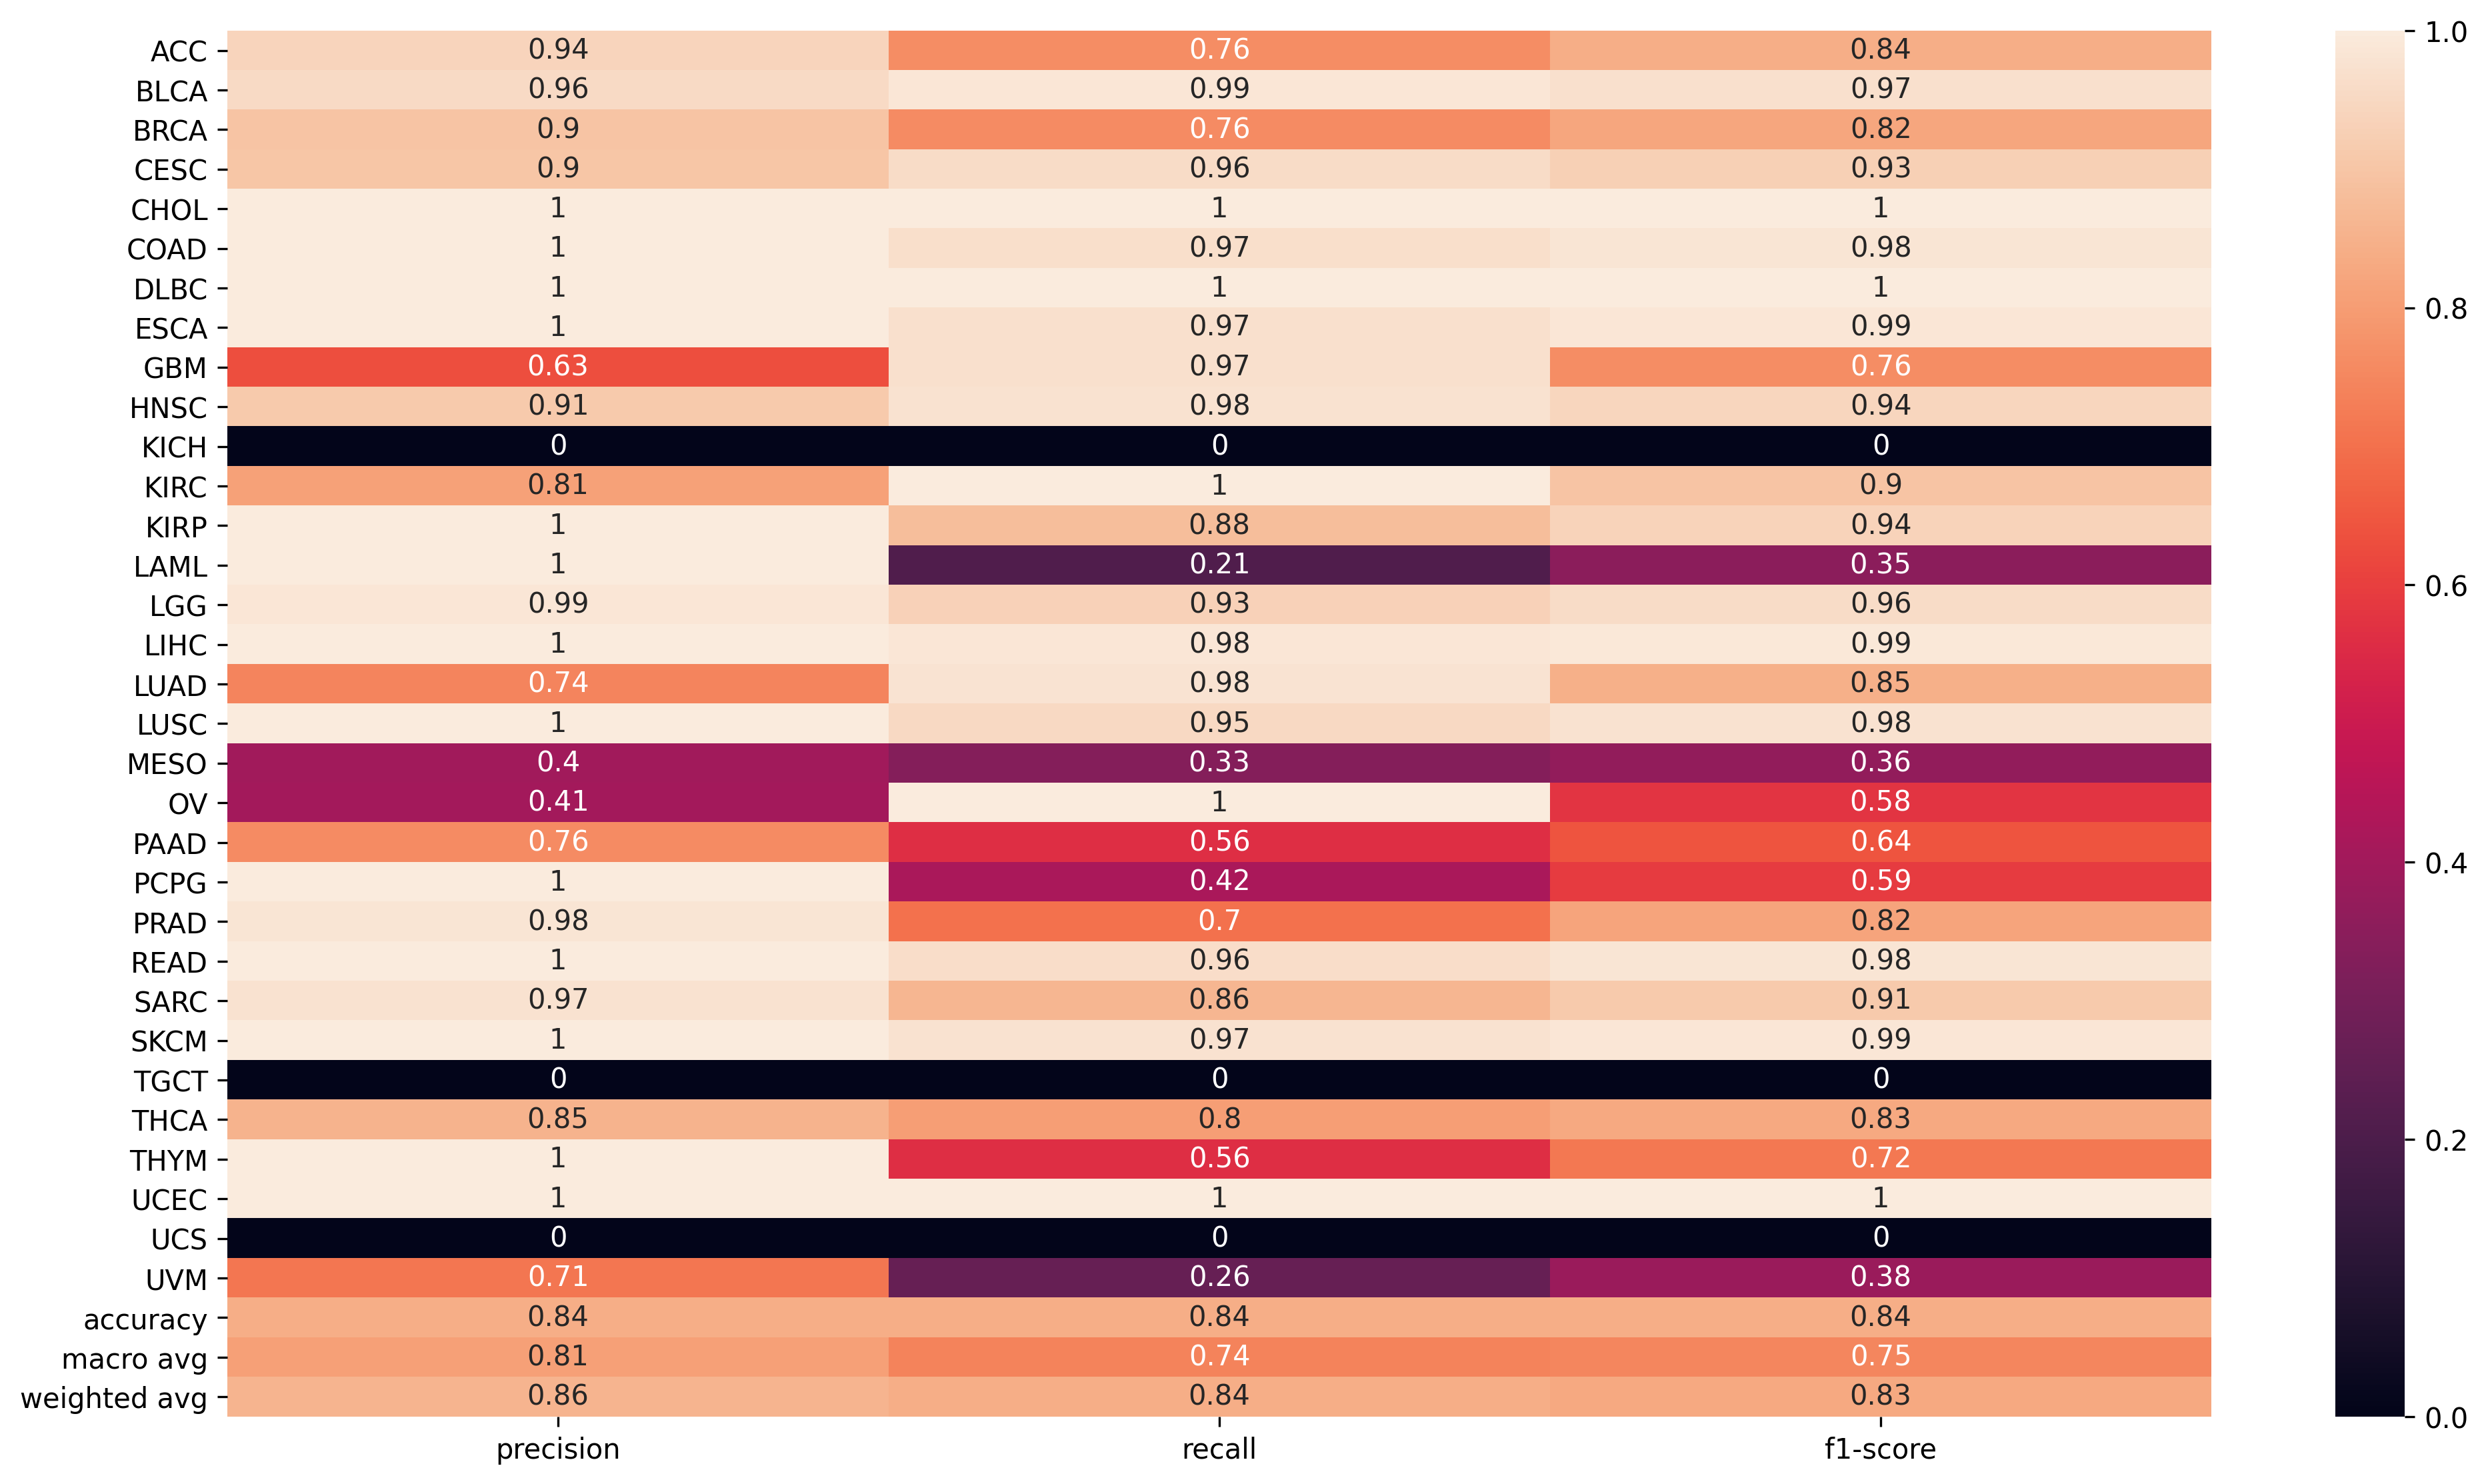 ACC 0.94 0.76 0.84
BLCA 0.96 0.99 0.97
BRCA 0.9 0.76 0.82
CESC 0.9 0.96 0.93
CHOL 1 1 1
COAD 1 0.97 0.98
DLBC 1 1 1
ESCA 1 0.97 0.99
GBM 0.63 0.97 0.76
HNSC 0.91 0.98 0.94
KICH 0 0 0
KIRC 0.81 1 0.9
KIRP 1 0.88 0.94
LAML 1 0.21 0.35
LGG 0.99 0.93 0.96
LIHC 1 0.98 0.99
LUAD 0.74 0.98 0.85
LUSC 1 0.95 0.98
MESO 0.4 0.33 0.36
OV 0.41 1 0.58
PAAD 0.76 0.56 0.64
PCPG 1 0.42 0.59
PRAD 0.98 0.7 0.82
READ 1 0.96 0.98
SARC 0.97 0.86 0.91
SKCM 1 0.97 0.99
TGCT 0 0 0
THCA 0.85 0.8 0.83
THYM 1 0.56 0.72
UCEC 1 1 1
UCS 0 0 0
UVM 0.71 0.26 0.38
accuracy 0.84 0.84 0.84
macro avg 0.81 0.74 0.75
weighted avg 0.86 0.84 0.83
precision recall f1-score
1.0
0.8
0.6
0.4
0.2
0.0